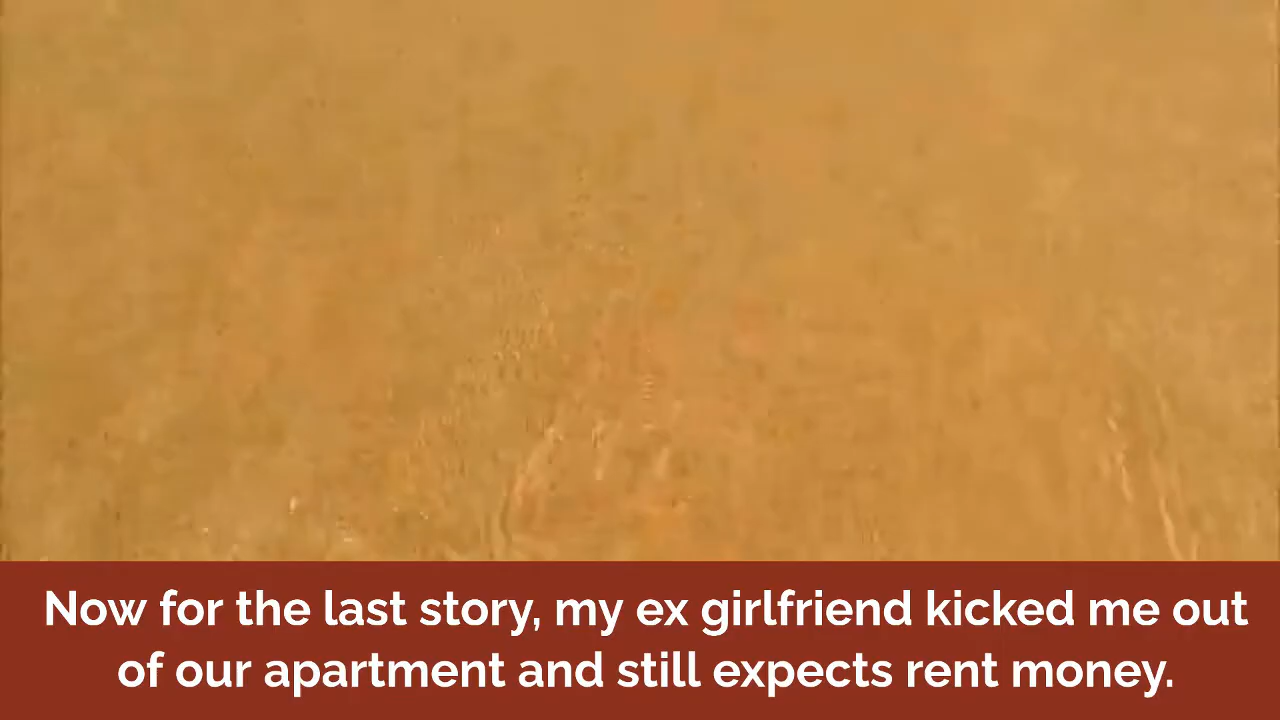 Now for the last story, my ex girlfriend kicked me out
of our apartment and still expects rent money.